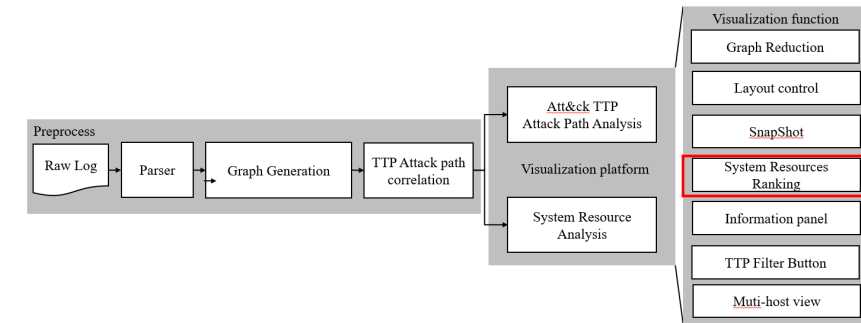 Preprocess
Raw Log
Parser
Graph Generation
TTP Attack path
correlation
Att&ck TTP
Attack Path Analysis
Visualization platform
System Resource
Analysis
Visualization function
Graph Reduction
Layout control
SnapShot
System Resources
Ranking
Information panel
TTP Filter Button
Muti-host view